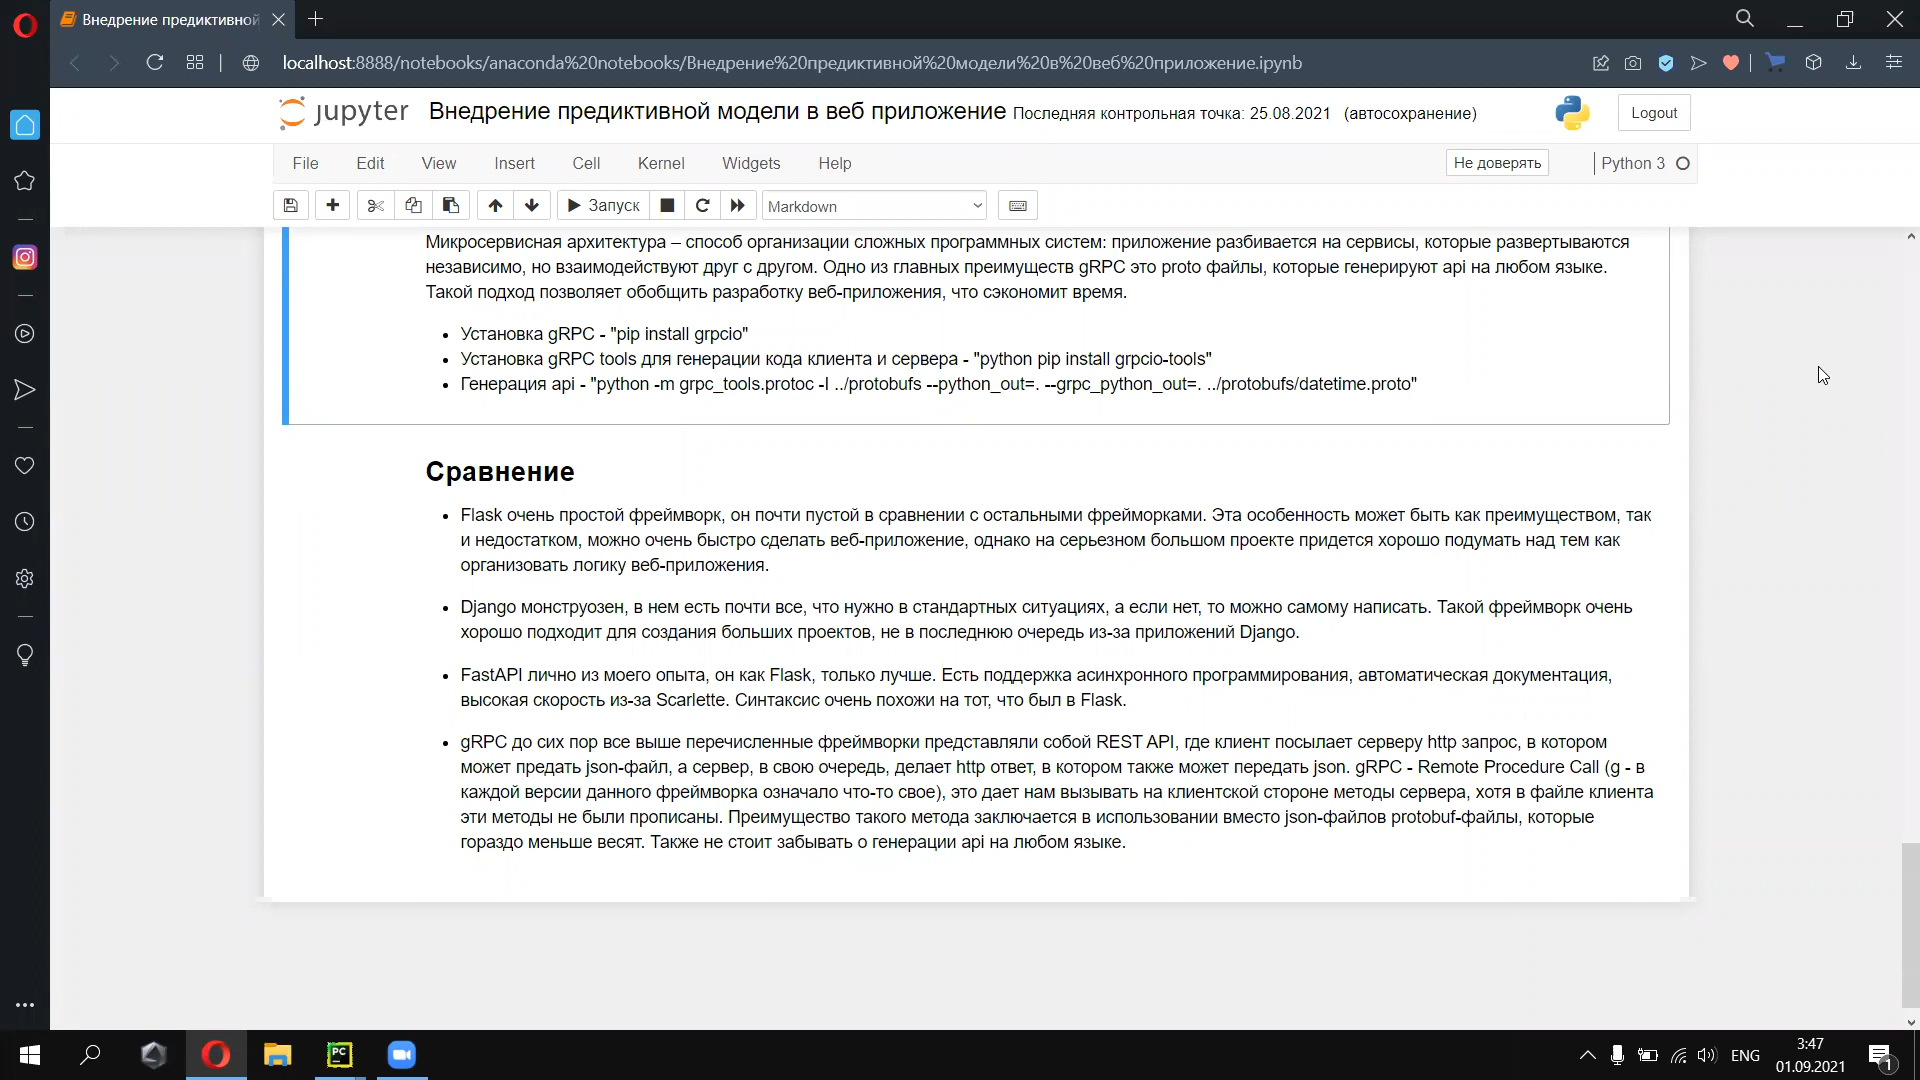 Внедрение предиктивной
localhost:8888/notebooks/anaconda%20notebooks/Внедрение%20предиктивной%20модели%20в%20веб%20приложение.ipynb
jupyter Внедрение предиктивной модели в веб приложение Последняя контрольная точка: 25.08.2021 (автосохранение)
Logout
File Edit View Insert Cell Kernel Widgets Help
Не доверять Python 3
Запуск Markdown
Микросервисная архитектура – способ организации сложных программных систем: приложение разбивается на сервисы, которые развертываются
независимо, но взаимодействуют друг с другом. Одно из главных преимуществ gRPC это proto файлы, которые генерируют api на любом языке.
Такой подход позволяет обобщить разработку веб-приложения, что сэкономит время.
• Установка gRPC - "pip install grpcio"
• Установка gRPC tools для генерации кода клиента и сервера - "python pip install grpcio-tools"
• Генерация api - "python -m grpc_tools.protoc -I ../protobufs --python_out=. --grpc_python_out=. ../protobufs/datetime.proto"
Сравнение
• Flask очень простой фреймворк, он почти пустой в сравнении с остальными фрейморками. Эта особенность может быть как преимуществом, так
и недостатком, можно очень быстро сделать веб-приложение, однако на серьезном большом проекте придется хорошо подумать над тем как
организовать логику веб-приложения.
• Django монструозен, в нем есть почти все, что нужно в стандартных ситуациях, а если нет, то можно самому написать. Такой фреймворк очень
хорошо подходит для создания больших проектов, не в последнюю очередь из-за приложений Django.
• FastAPI лично из моего опыта, он как Flask, только лучше. Есть поддержка асинхронного программирования, автоматическая документация,
высокая скорость из-за Scarlette. Синтаксис очень похожи на тот, что был в Flask.
• gRPC до сих пор все выше перечисленные фреймворки представляли собой REST API, где клиент посылает серверу http запрос, в котором
может предать json-файл, а сервер, в свою очередь, делает http ответ, в котором также может передать json. gRPC - Remote Procedure Call (g - в
каждой версии данного фреймворка означало что-то свое), это дает нам вызывать на клиентской стороне методы сервера, хотя в файле клиента
эти методы не были прописаны. Преимущество такого метода заключается в использовании вместо json-файлов protobuf-файлы, которые
гораздо меньше весят. Также не стоит забывать о генерации api на любом языке.
PC
ENG
3:47
01.09.2021
1